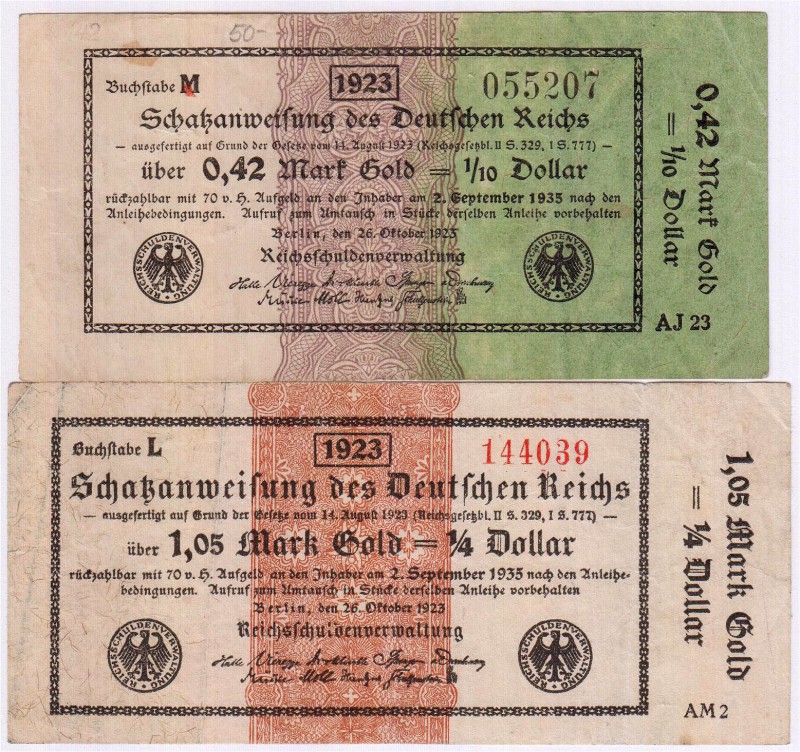 50-
Buchstabe M
1923
055207
Schatzanweisung des Deutschen Reichs
— ausgefertigt auf Grund der Gesetze vom 14. August 1923 (Reichsgesetzbl. II S. 329, I S. 777) —
über 0,42 Mark Gold = 1/10 Dollar
rückzahlbar mit 70 v. H. Aufgeld an den Inhaber am 2. September 1935 nach den
Anleihebedingungen. Aufruf zum Umtausch in Stücke derselben Anleihe vorbehalten
Berlin, den 26. Oktober 1923
Reichsschuldenverwaltung
REICHSSCHULDENVERWALTUNG
REICHSSCHULDENVERWALTUNG
0,42 Mark Gold
= 1/10 Dollar
AJ 23
Buchstabe L
1923
144039
Schatzanweisung des Deutschen Reichs
— ausgefertigt auf Grund der Gesetze vom 14. August 1923 (Reichsgesetzbl. II S. 329, I S. 777) —
über 1,05 Mark Gold = 1/4 Dollar
rückzahlbar mit 70 v. H. Aufgeld an den Inhaber am 2. September 1935 nach den Anleihe-
bedingungen. Aufruf zum Umtausch in Stücke derselben Anleihe vorbehalten
Berlin, den 26. Oktober 1923
Reichsschuldenverwaltung
REICHSSCHULDENVERWALTUNG
REICHSSCHULDENVERWALTUNG
1,05 Mark Gold
= 1/4 Dollar
AM 2